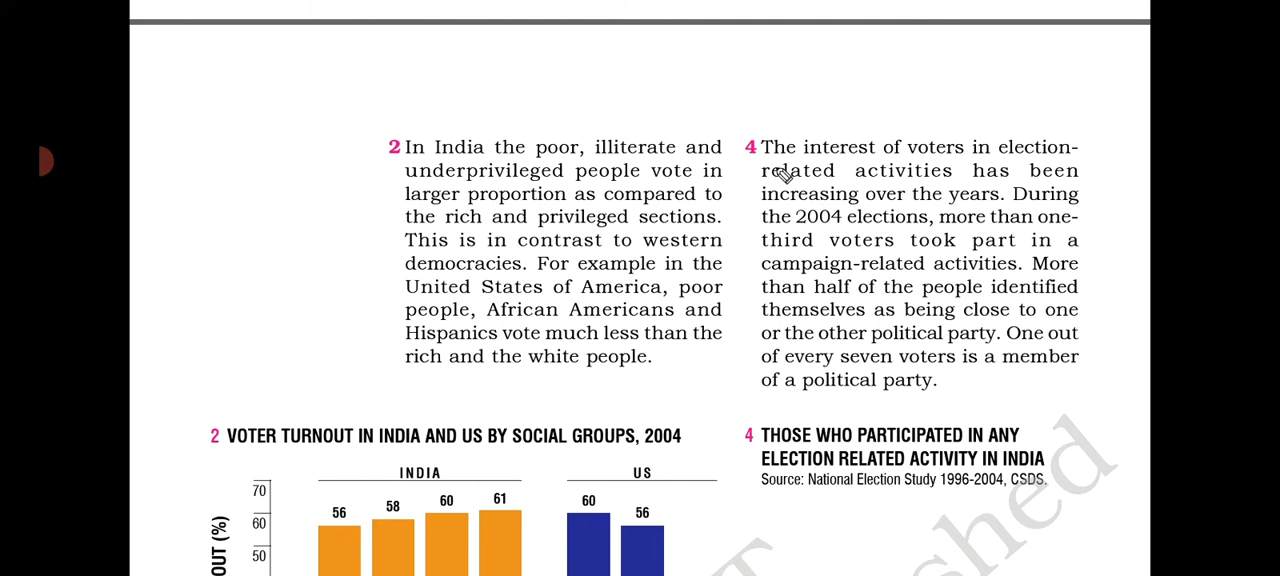 2 In India the poor, illiterate and
underprivileged people vote in
larger proportion as compared to
the rich and privileged sections.
This is in contrast to western
democracies. For example in the
United States of America, poor
people, African Americans and
Hispanics vote much less than the
rich and the white people.
4 The interest of voters in election-
related activities has been
increasing over the years. During
the 2004 elections, more than one-
third voters took part in a
campaign-related activities. More
than half of the people identified
themselves as being close to one
or the other political party. One out
of every seven voters is a member
of a political party.
2 VOTER TURNOUT IN INDIA AND US BY SOCIAL GROUPS, 2004
INDIA
US
70
60
50
OUT (%)
56
58
60
61
60
56
4 THOSE WHO PARTICIPATED IN ANY
ELECTION RELATED ACTIVITY IN INDIA
Source: National Election Study 1996-2004, CSDS.
shed